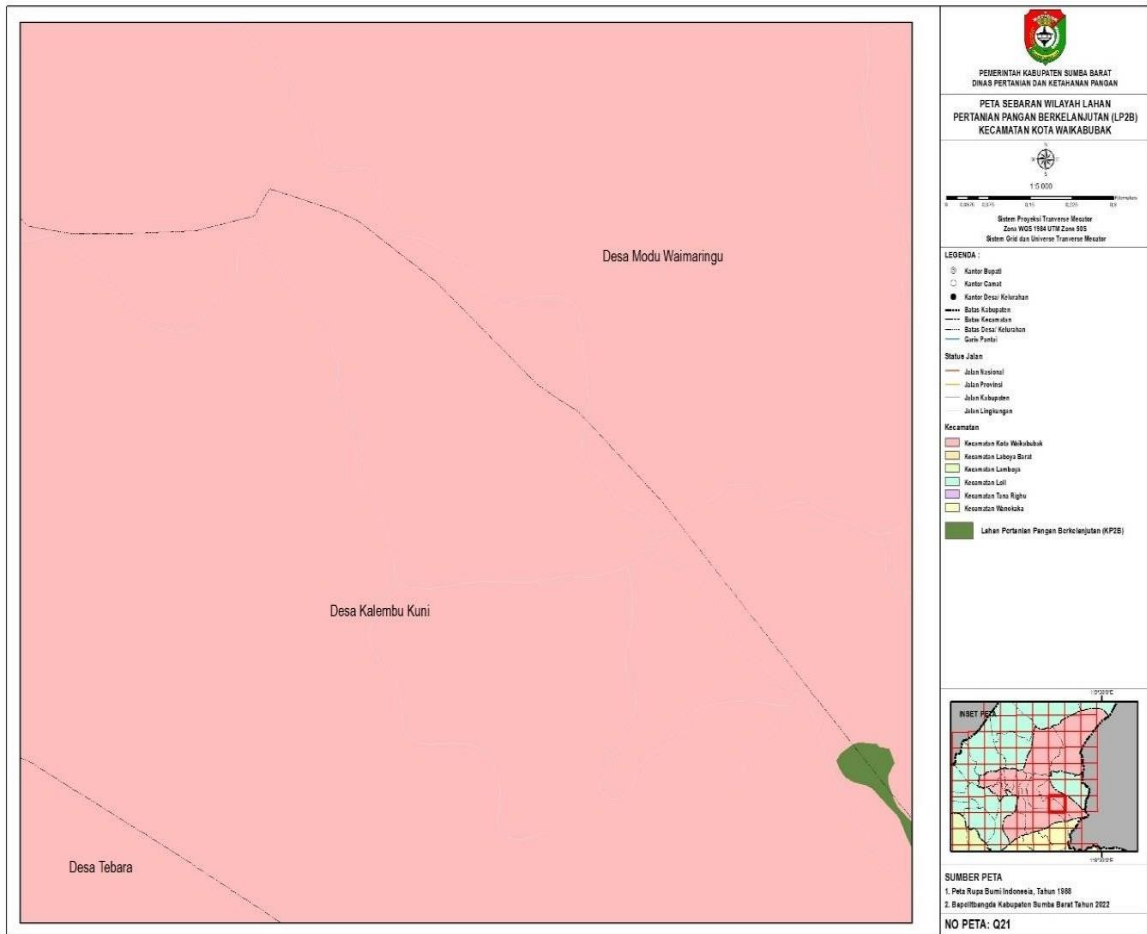 Desa Modu Waimaringu
Desa Kalembu Kuni
Desa Tebara
PEMERINTAH KABUPATEN SUMBA BARAT
DINAS PERTANIAN DAN KETAHANAN PANGAN
PETA SEBARAN WILAYAH LAHAN
PERTANIAN PANGAN BERKELANJUTAN (LP2B)
KECAMATAN KOTA WAIKABUBAK
1:5.000
Sistem Proyeksi Tranverse Mecator
Zona WGS 1984 UTM Zone 50S
Sistem Grid dan Universe Tranverse Mecator
LEGENDA :
Kantor Bupati
Kantor Camat
Kantor Desa/ Kelurahan
Batas Kabupaten
Batas Kecamatan
Batas Desa/ Kelurahan
Garis Pantai
Status Jalan
Jalan Nasional
Jalan Provinsi
Jalan Kabupaten
Jalan Lingkungan
Kecamatan
Kecamatan Kota Waikabubak
Kecamatan Laboya Barat
Kecamatan Lamboya
Kecamatan Loli
Kecamatan Tana Righu
Kecamatan Wanokaka
Lahan Pertanian Pangan Berkelanjutan (KP2B)
INSET PETA
SUMBER PETA
1. Peta Rupa Bumi Indonesia, Tahun 1988
2. Bapelitbangda Kabupaten Sumba Barat Tahun 2022
NO PETA: Q21